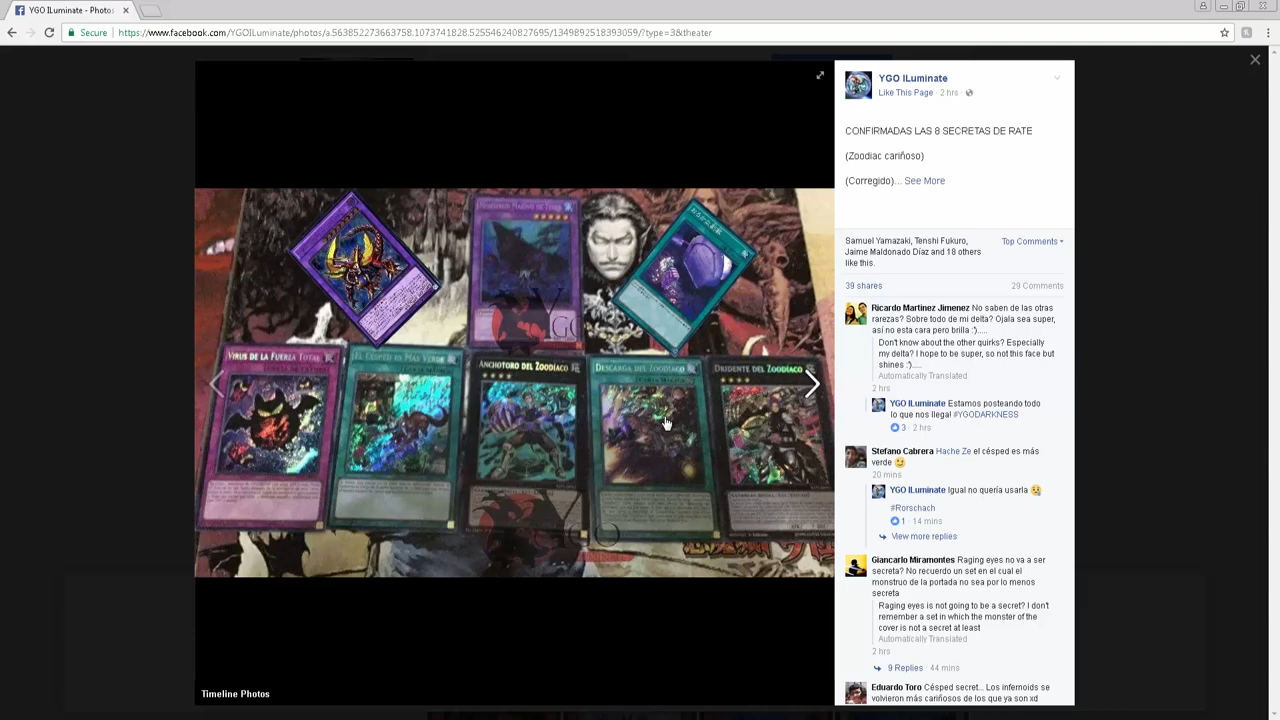 YGO ILuminate - Photos
Secure
https://www.facebook.com/YGOILuminate/photos/a.563852273663758.1073741828.525546240827695/1349892518393059/?type=3&theater
VIRUS DE LA FUERZA TOTAL
EL CÉSPED ES MÁS VERDE
ANCHOTORO DEL ZOODÍACO
DESCARGA DEL ZOODÍACO
DRIDENTE DEL ZOODÍACO
Timeline Photos
YGO ILuminate
Like This Page · 2 hrs ·
CONFIRMADAS LAS 8 SECRETAS DE RATE
(Zoodiac cariñoso)
(Corregido)... See More
Samuel Yamazaki, Tenshi Fukuro,
Jaime Maldonado Díaz and 18 others
like this.
Top Comments
39 shares
29 Comments
Ricardo Martinez Jimenez No saben de las otras
rarezas? Sobre todo de mi delta? Ojala sea super,
así no esta cara pero brilla :').....
Don't know about the other quirks? Especially
my delta? I hope to be super, so not this face but
shines :').....
Automatically Translated
2 hrs
YGO ILuminate Estamos posteando todo
lo que nos llega! #YGODARKNESS
3 · 2 hrs
Stefano Cabrera Hache Ze el césped es más
verde
20 mins
YGO ILuminate Igual no quería usarla
#Rorschach
1 · 14 mins
View more replies
Giancarlo Miramontes Raging eyes no va a ser
secreta? No recuerdo un set en el cual el
monstruo de la portada no sea por lo menos
secreta
Raging eyes is not going to be a secret? I don't
remember a set in which the monster of the
cover is not a secret at least
Automatically Translated
2 hrs
9 Replies · 44 mins
Eduardo Toro Césped secret... Los infernoids se
volvieron más cariñosos de los que ya son xd